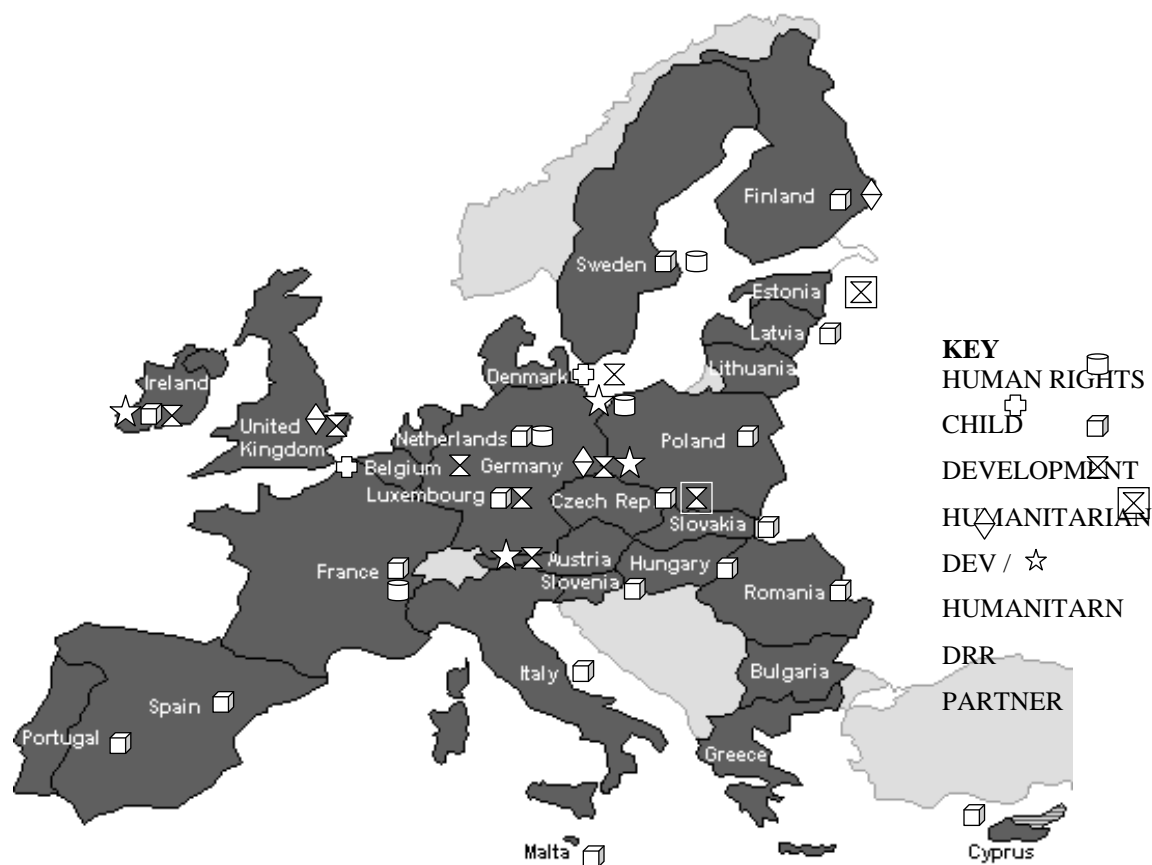 Finland
Sweden
Estonia
Latvia
Lithuania
Denmark
Ireland
United
Kingdom
Netherlands
Poland
Belgium
Germany
Luxembourg
Czech Rep
Slovakia
France
Austria
Hungary
Slovenia
Romania
Italy
Bulgaria
Spain
Portugal
Greece
Malta
Cyprus
KEY
HUMAN RIGHTS
CHILD
DEVELOPMENT
HUMANITARIAN
DEV /
HUMANITARN
DRR
PARTNER